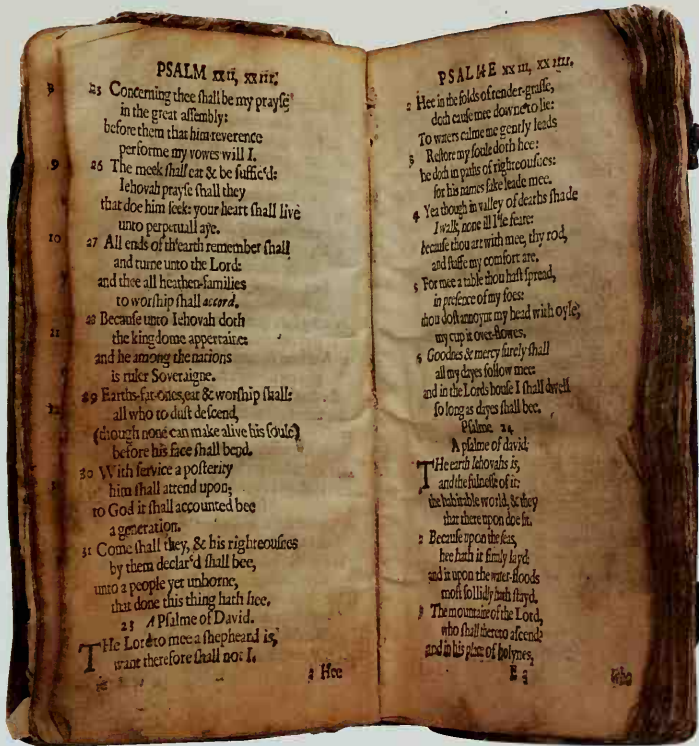 PSALM xxii, xxiii.
25 Concerning thee shall be my prayse
in the great assembly:
before them that him reverence
performe my vowes will I.
26 The meek shall eat & be suffic'd:
Iehovah prayse shall they
that doe him seek: your heart shall live
unto perpetuall aye.
27 All ends of th'earth remember shall
and turne unto the Lord:
and thee all heathen-families
to worship shall accord.
28 Because unto Iehovah doth
the kingdome appertaine:
and he among the nations
is ruler Soveraigne.
29 Earths-fat-ones, eat & worship shall:
all who to dust descend,
(though none can make alive his soule)
before his face shall bend.
30 With service a posterity
him shall attend upon;
to God it shall accounted bee
a generation.
31 Come shall they, & his righteousnes
by them declar'd shall bee,
unto a people yet unborne,
that done this thing hath hee.
23 A Psalme of David.
THe Lord to mee a shepheard is,
want therefore shall not I.
2 Hee
8
9
10
11
12
PSALME xxiii, xxiiii.
2 Hee in the folds of tender-grasse,
doth cause mee downe to lie:
To waters calme me gently leads
3 Restore my soule doth hee:
he doth in paths of righteousnes:
for his names sake leade mee.
4 Yea though in valley of deaths shade
I walk, none ill I'le feare:
because thou art with mee, thy rod,
and staffe my comfort are.
5 For mee a table thou hast spread,
in presence of my foes:
thou dost annoynt my head with oyle,
my cup it over-flowes.
6 Goodnes & mercy surely shall
all my dayes follow mee:
and in the Lords house I shall dwell
so long as dayes shall bee.
Psalme 24
A psalme of david.
THe earth Iehovahs is,
and the fulnesse of it:
the habitable world, & they
that there upon doe sit.
2 Because upon the seas,
hee hath it firmly layd:
and it upon the water-floods
most sollidly hath stayd,
3 The mountaine of the Lord,
who shall thereto ascend?
and in his place of holynes,
E 3
Who